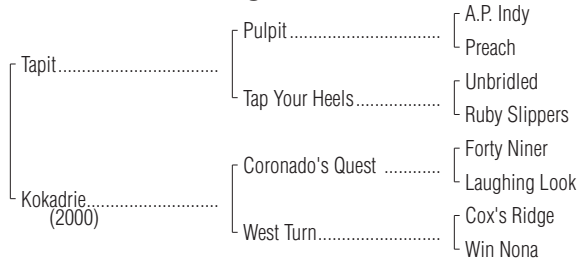 A.P. Indy
Pulpit
Preach
Tapit
Unbridled
Tap Your Heels
Ruby Slippers
Forty Niner
Coronado's Quest
Laughing Look
Kokadrie
(2000)
Cox's Ridge
West Turn
Win Nona